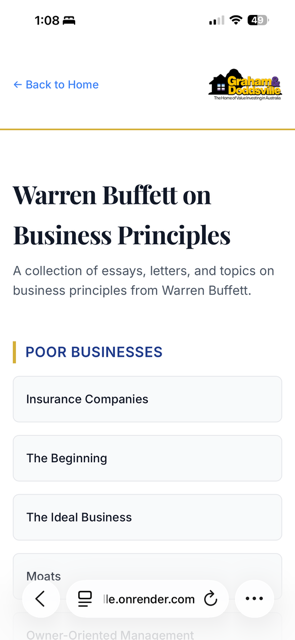 1:08
49
← Back to Home
Graham & Doddsville
The Home of Value Investing in Australia
Warren Buffett on
Business Principles
A collection of essays, letters, and topics on
business principles from Warren Buffett.
POOR BUSINESSES
Insurance Companies
The Beginning
The Ideal Business
Moats
le.onrender.com
Owner-Oriented Management